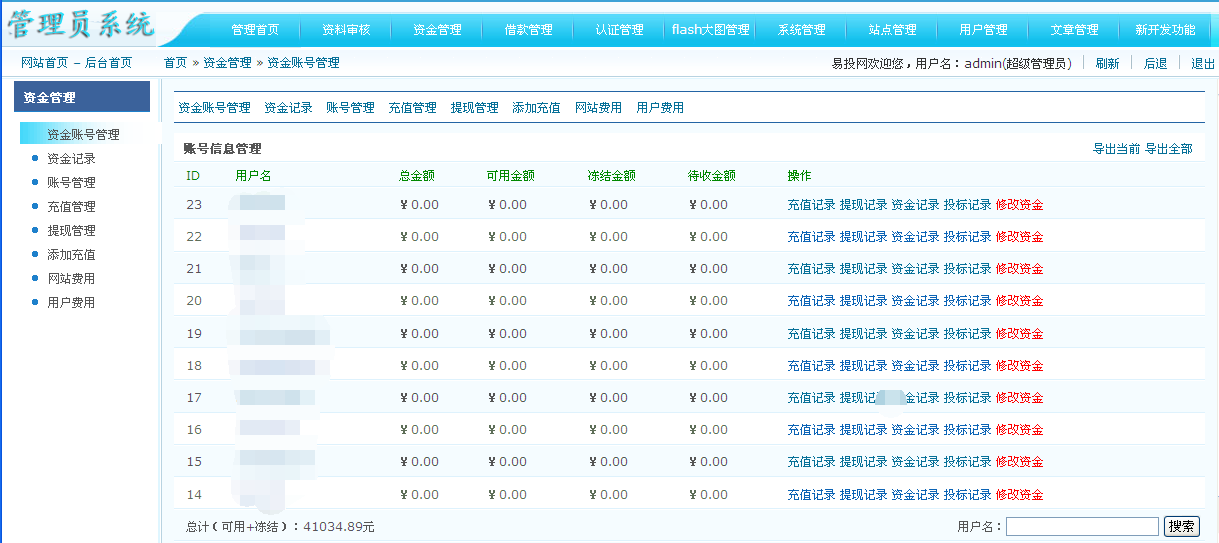 管理员系统
管理首页 资料审核 资金管理 借款管理 认证管理 flash大图管理 系统管理 站点管理 用户管理 文章管理 新开发功能
网站首页 – 后台首页 首页 » 资金管理 » 资金账号管理 易投网欢迎您，用户名：admin(超级管理员) 刷新 后退 退出
资金管理
资金账号管理
资金记录
账号管理
充值管理
提现管理
添加充值
网站费用
用户费用
资金账号管理 资金记录 账号管理 充值管理 提现管理 添加充值 网站费用 用户费用
账号信息管理 导出当前 导出全部
ID 用户名 总金额 可用金额 冻结金额 待收金额 操作
23 ¥ 0.00 ¥ 0.00 ¥ 0.00 ¥ 0.00 充值记录 提现记录 资金记录 投标记录 修改资金
22 ¥ 0.00 ¥ 0.00 ¥ 0.00 ¥ 0.00 充值记录 提现记录 资金记录 投标记录 修改资金
21 ¥ 0.00 ¥ 0.00 ¥ 0.00 ¥ 0.00 充值记录 提现记录 资金记录 投标记录 修改资金
20 ¥ 0.00 ¥ 0.00 ¥ 0.00 ¥ 0.00 充值记录 提现记录 资金记录 投标记录 修改资金
19 ¥ 0.00 ¥ 0.00 ¥ 0.00 ¥ 0.00 充值记录 提现记录 资金记录 投标记录 修改资金
18 ¥ 0.00 ¥ 0.00 ¥ 0.00 ¥ 0.00 充值记录 提现记录 资金记录 投标记录 修改资金
17 ¥ 0.00 ¥ 0.00 ¥ 0.00 ¥ 0.00 充值记录 提现记 金记录 投标记录 修改资金
16 ¥ 0.00 ¥ 0.00 ¥ 0.00 ¥ 0.00 充值记录 提现记录 资金记录 投标记录 修改资金
15 ¥ 0.00 ¥ 0.00 ¥ 0.00 ¥ 0.00 充值记录 提现记录 资金记录 投标记录 修改资金
14 ¥ 0.00 ¥ 0.00 ¥ 0.00 ¥ 0.00 充值记录 提现记录 资金记录 投标记录 修改资金
总计（可用+冻结）：41034.89元 用户名： 搜索